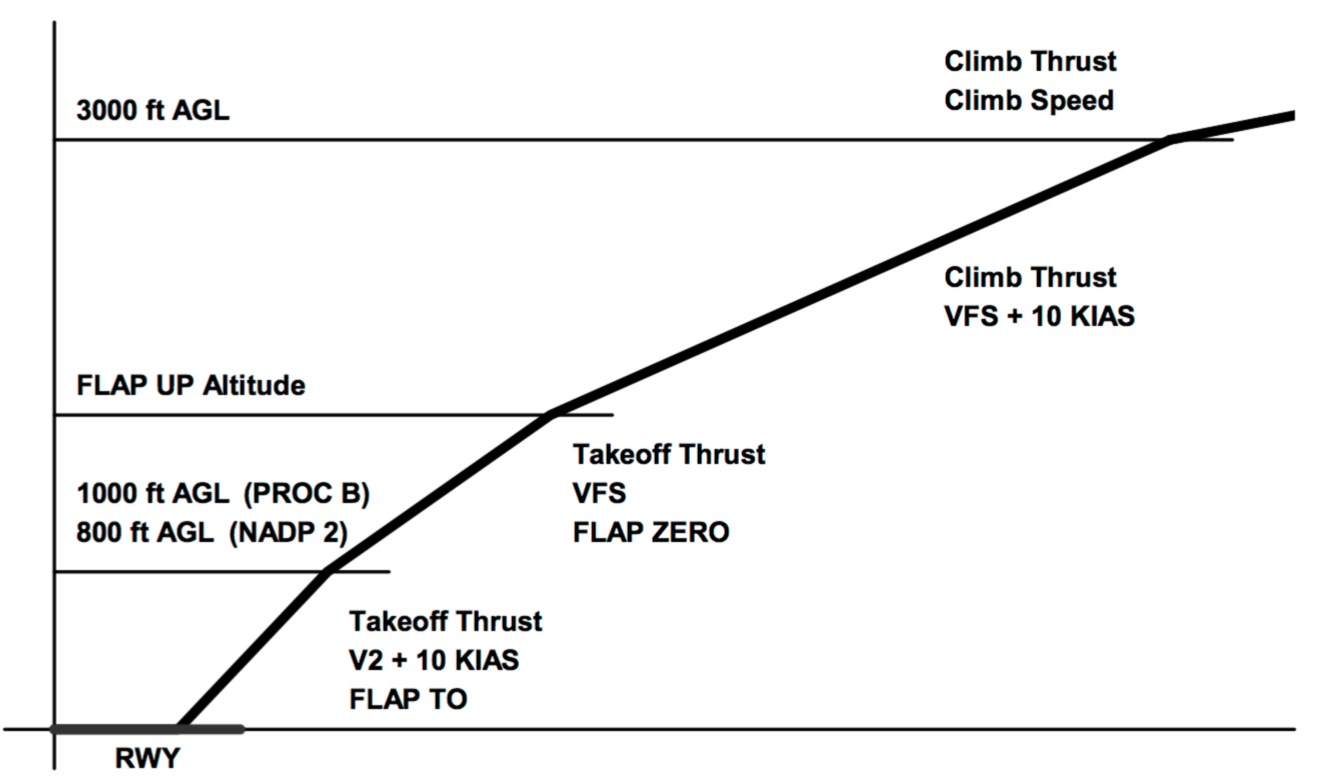 Climb Thrust
Climb Speed
3000 ft AGL
Climb Thrust
VFS + 10 KIAS
FLAP UP Altitude
Takeoff Thrust
VFS
FLAP ZERO
1000 ft AGL (PROC B)
800 ft AGL (NADP 2)
Takeoff Thrust
V2 + 10 KIAS
FLAP TO
RWY